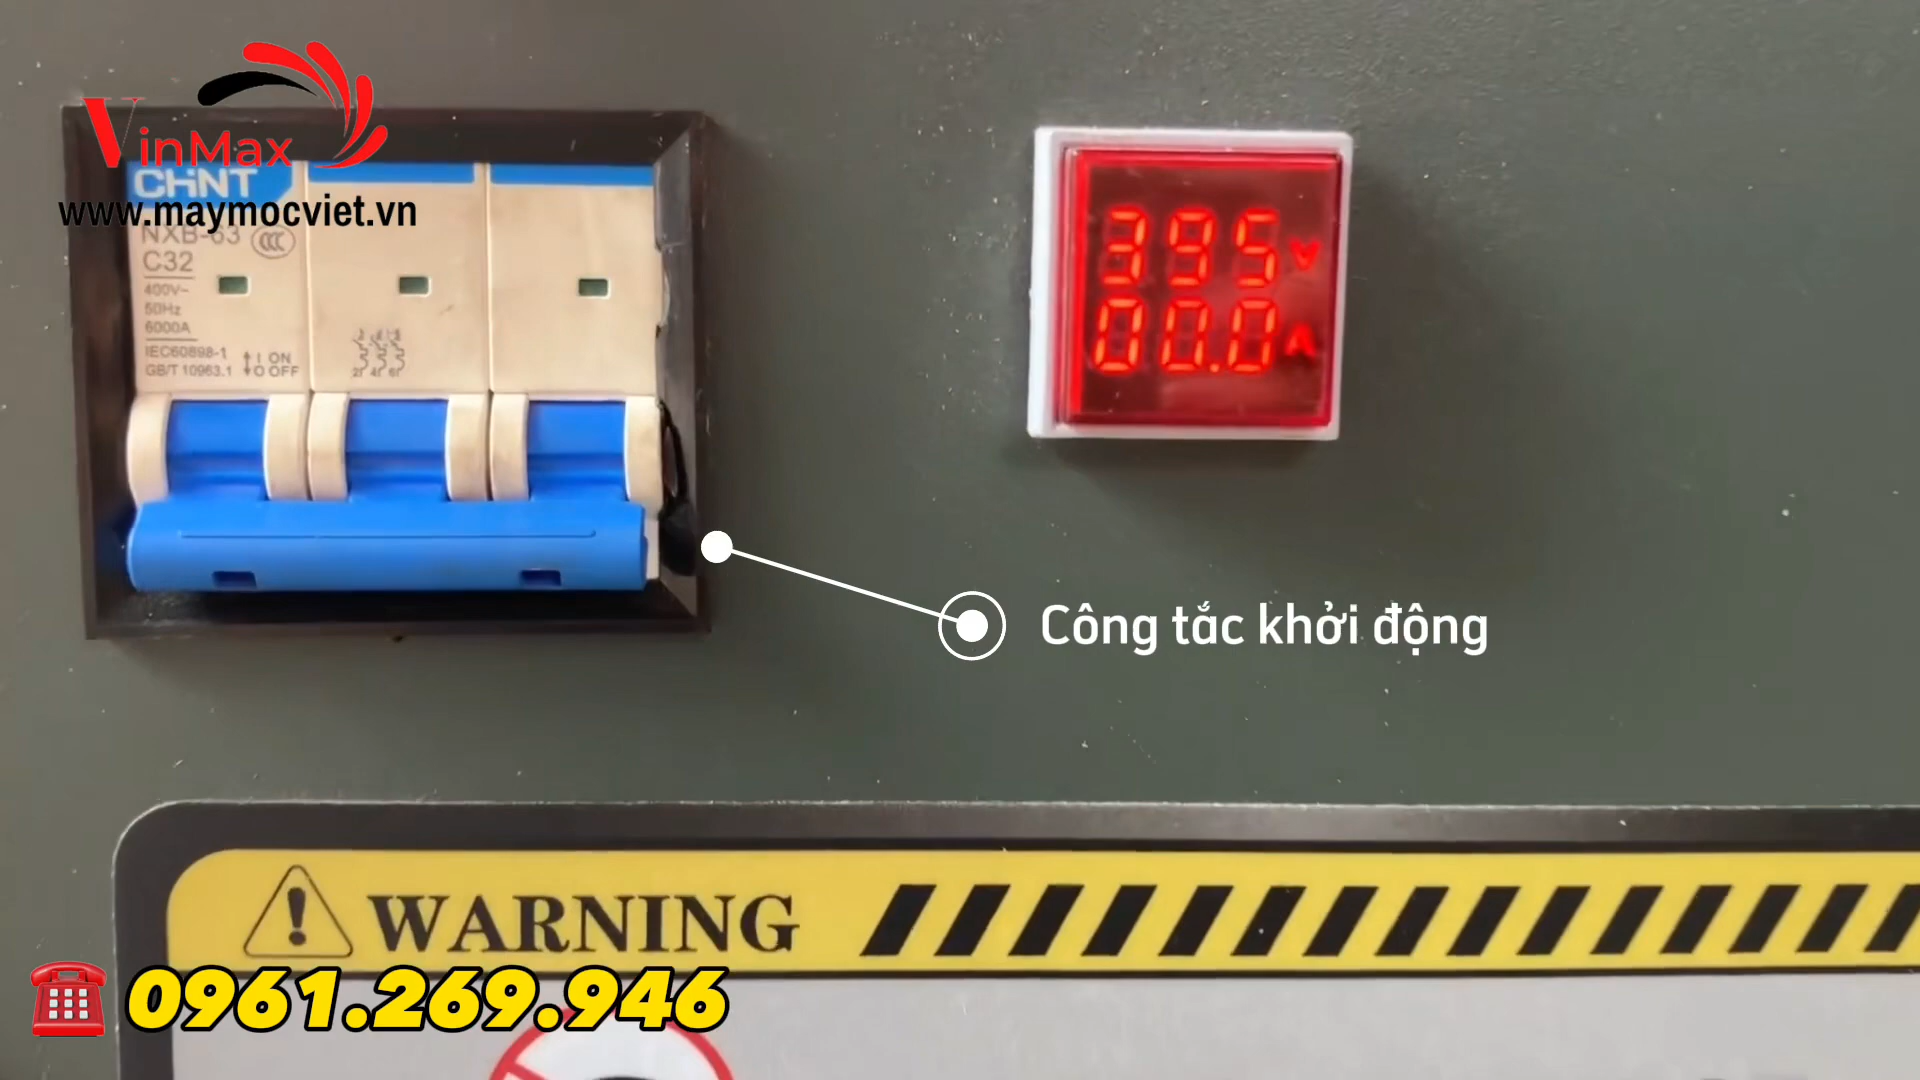 VinMax
CHNT
www.maymocviet.vn
NXB-63
C32
400V~
50Hz
6000A
IEC60898-1
GB/T 10963.1
I ON
O OFF
395 V
00.0 A
Công tắc khởi động
WARNING
0961.269.946